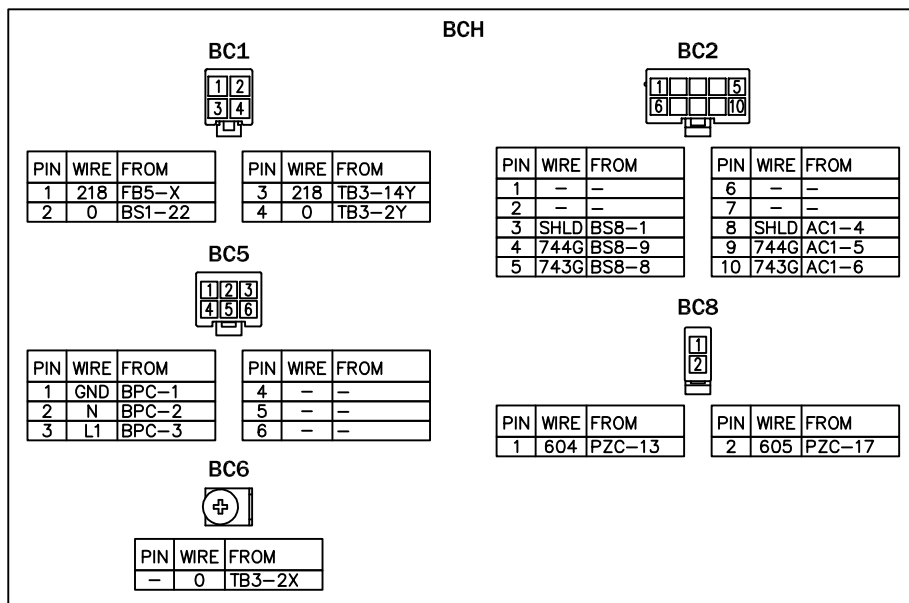 BCH
BC1
1 2
3 4
PIN WIRE FROM
1 218 FB5-X
2 0 BS1-22
PIN WIRE FROM
3 218 TB3-14Y
4 0 TB3-2Y
BC5
1 2 3
4 5 6
PIN WIRE FROM
1 GND BPC-1
2 N BPC-2
3 L1 BPC-3
PIN WIRE FROM
4 - -
5 - -
6 - -
BC6
PIN WIRE FROM
- 0 TB3-2X
BC2
1 5
6 10
PIN WIRE FROM
1 - -
2 - -
3 SHLD BS8-1
4 744G BS8-9
5 743G BS8-8
PIN WIRE FROM
6 - -
7 - -
8 SHLD AC1-4
9 744G AC1-5
10 743G AC1-6
BC8
1
2
PIN WIRE FROM
1 604 PZC-13
PIN WIRE FROM
2 605 PZC-17